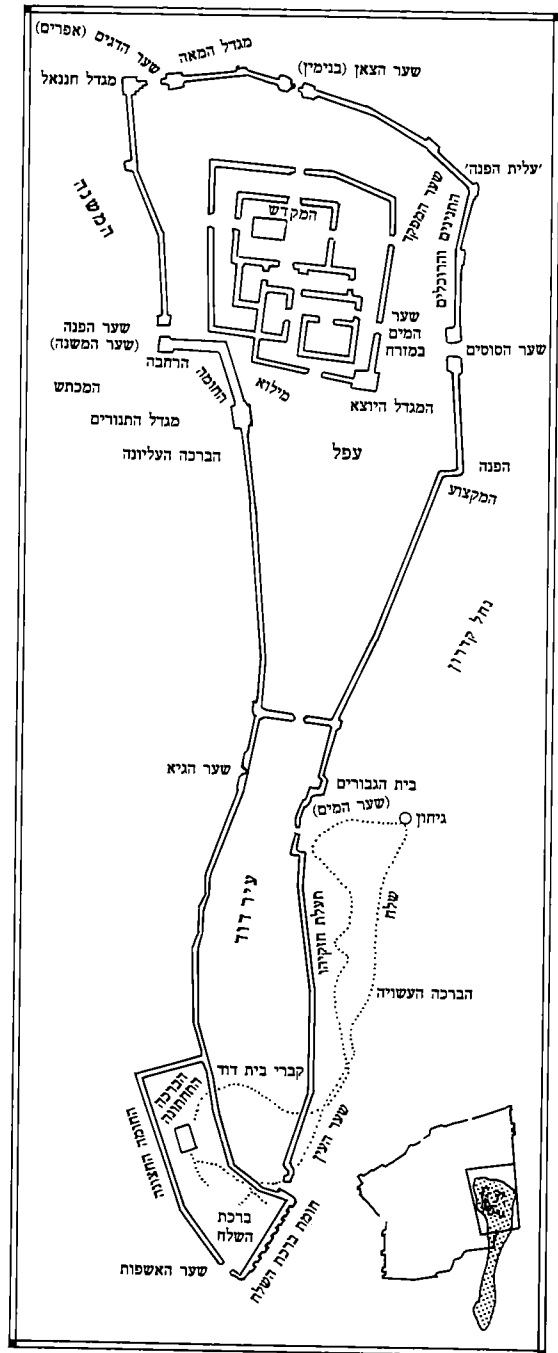 שער הדגים (אפרים)
מגדל המאה
שער הצאן (בנימין)
מגדל חננאל
'עלית הפנה'
שער המפקד
החנינים והרוכלים
המשנה
המקדש
שער הפנה
(שער המשנה)
הרחבה
החומה
שער
המים
במזרח
שער הסוסים
המכתש
מגדל התנורים
הברכה העליונה
מילוא
המגדל היוצא
עפל
הפנה
המקצוע
נחל קדרון
שער הגיא
בית הגבורים
(שער המים)
גיחון
עיר דוד
תעלת חזקיהו
שלח
הברכה העשויה
קברי בית דוד
הברכה
התחתונה
החומה החצונה
שער העין
ברכת
השלח
חומת ברכת השלח
שער האשפות